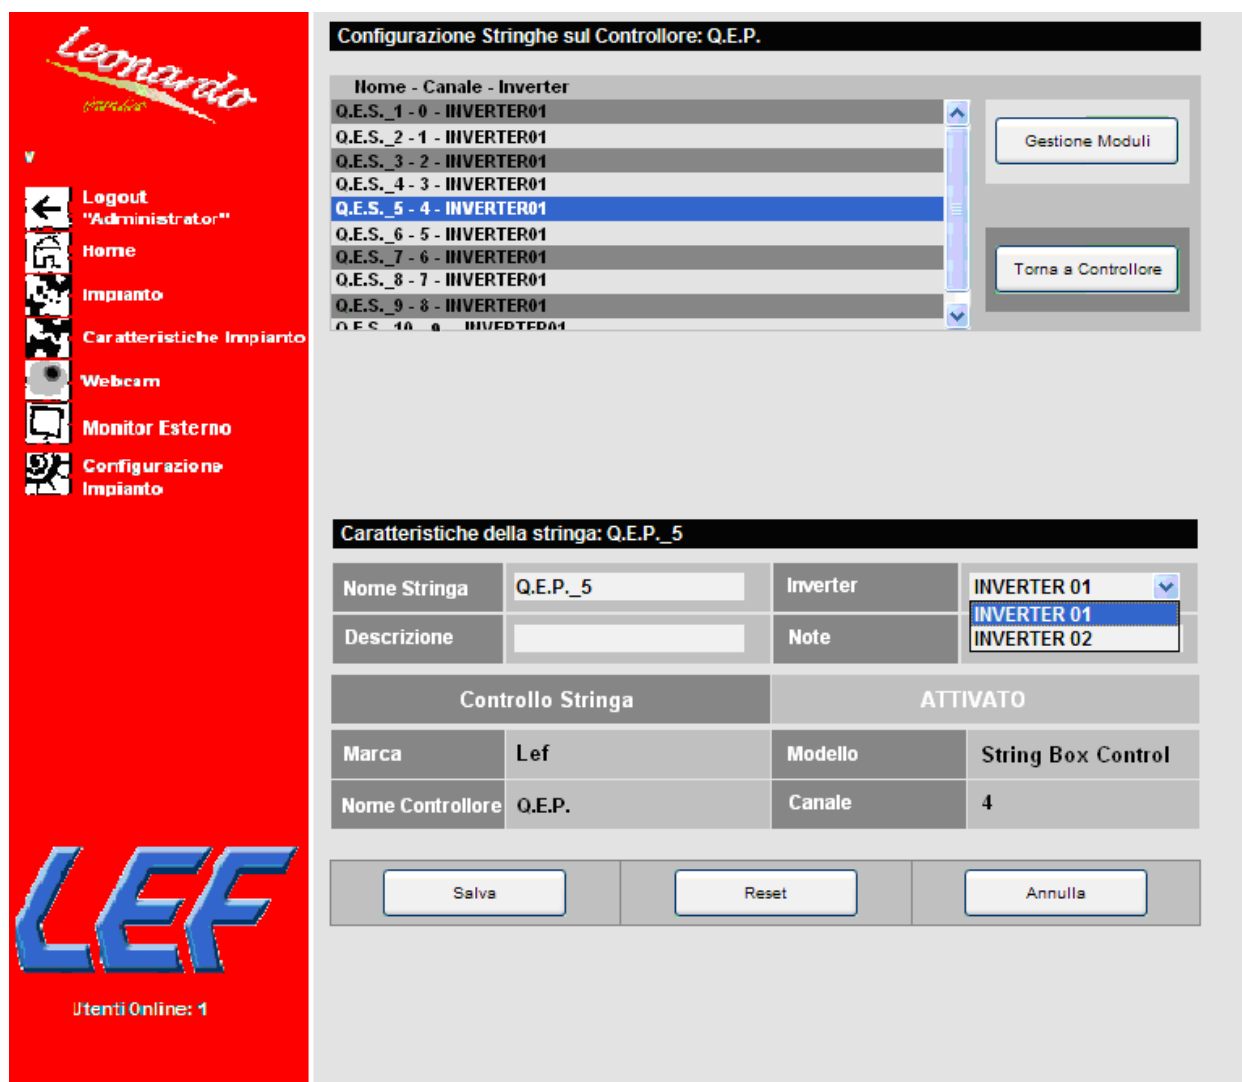 Leonardo
V
Logout
"Administrator"
Home
Impianto
Caratteristiche Impianto
Webcam
Monitor Esterno
Configurazione
Impianto
LEF
Utenti Online: 1
Configurazione Stringhe sul Controllore: Q.E.P.
Nome - Canale - Inverter
Q.E.S._1 - 0 - INVERTER01
Q.E.S._2 - 1 - INVERTER01
Q.E.S._3 - 2 - INVERTER01
Q.E.S._4 - 3 - INVERTER01
Q.E.S._5 - 4 - INVERTER01
Q.E.S._6 - 5 - INVERTER01
Q.E.S._7 - 6 - INVERTER01
Q.E.S._8 - 7 - INVERTER01
Q.E.S._9 - 8 - INVERTER01
Q.E.S._10 - 9 - INVERTER01
Gestione Moduli
Torna a Controllore
Caratteristiche della stringa: Q.E.P._5
Nome Stringa Q.E.P._5 Inverter INVERTER 01
INVERTER 01
Descrizione Note INVERTER 02
Controllo Stringa ATTIVATO
Marca Lef Modello String Box Control
Nome Controllore Q.E.P. Canale 4
Salva Reset Annulla